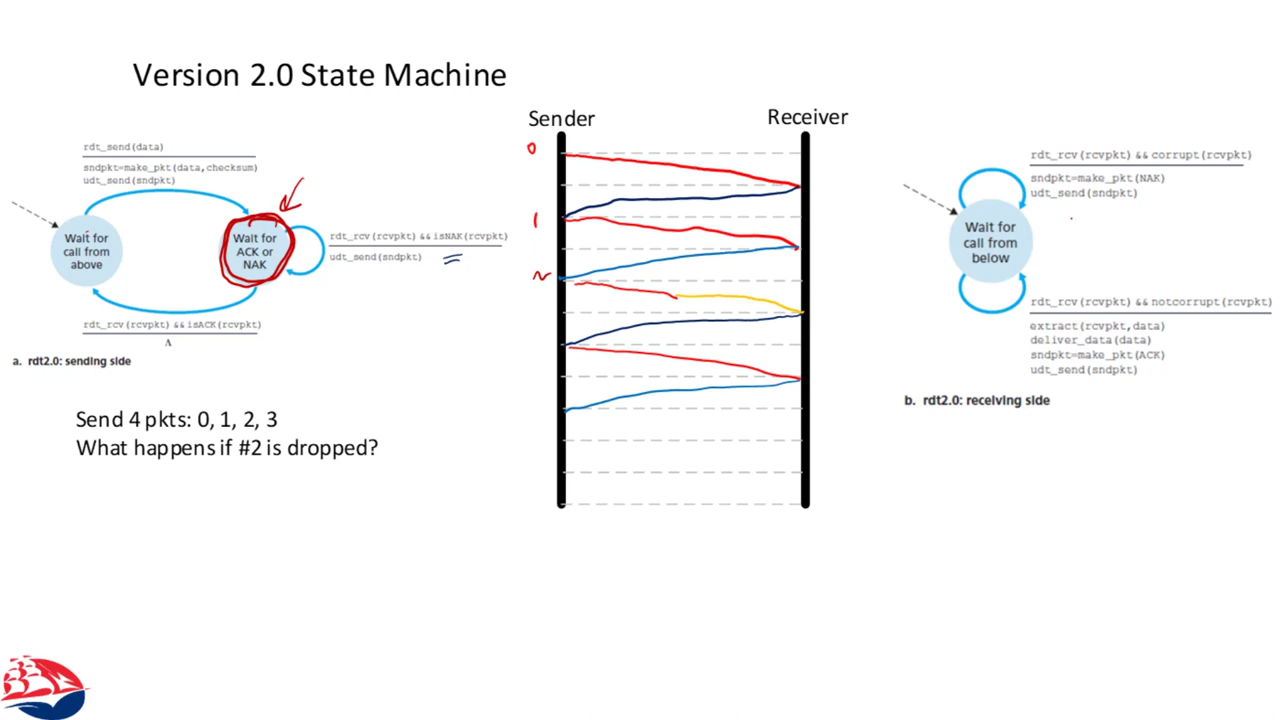 Version 2.0 State Machine
rdt_send(data)
sndpkt=make_pkt(data,checksum)
udt_send(sndpkt)
Wait for
call from
above
Wait for
ACK or
NAK
rdt_rcv(rcvpkt) && isNAK(rcvpkt)
udt_send(sndpkt)
rdt_rcv(rcvpkt) && isACK(rcvpkt)
Λ
a. rdt2.0: sending side
Send 4 pkts: 0, 1, 2, 3
What happens if #2 is dropped?
Sender
Receiver
0
1
rdt_rcv(rcvpkt) && corrupt(rcvpkt)
sndpkt=make_pkt(NAK)
udt_send(sndpkt)
Wait for
call from
below
rdt_rcv(rcvpkt) && notcorrupt(rcvpkt)
extract(rcvpkt,data)
deliver_data(data)
sndpkt=make_pkt(ACK)
udt_send(sndpkt)
b. rdt2.0: receiving side